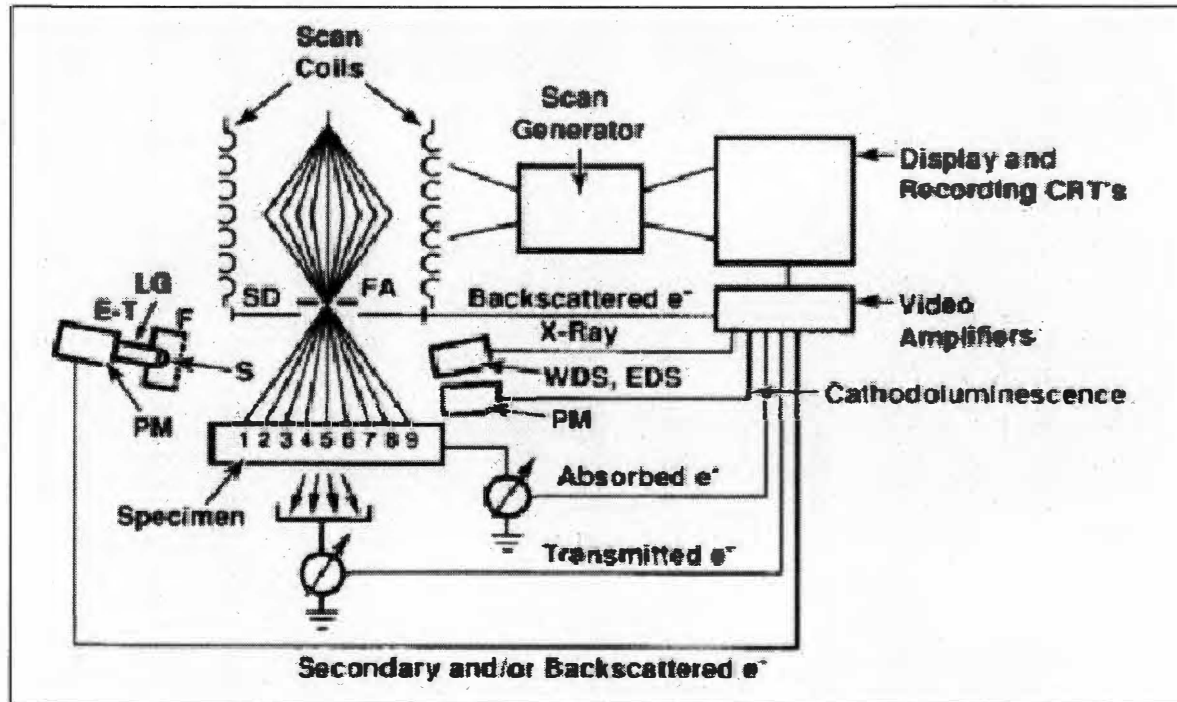 Scan
Coils
Scan
Generator
Display and
Recording CRT's
LG
E-T
F
SD
FA
Backscattered e-
Video
Amplifiers
X-Ray
S
WDS, EDS
PM
PM
Cathodoluminescence
1 2 3 4 5 6 7 8 9
Absorbed e-
Specimen
Transmitted e-
Secondary and/or Backscattered e-